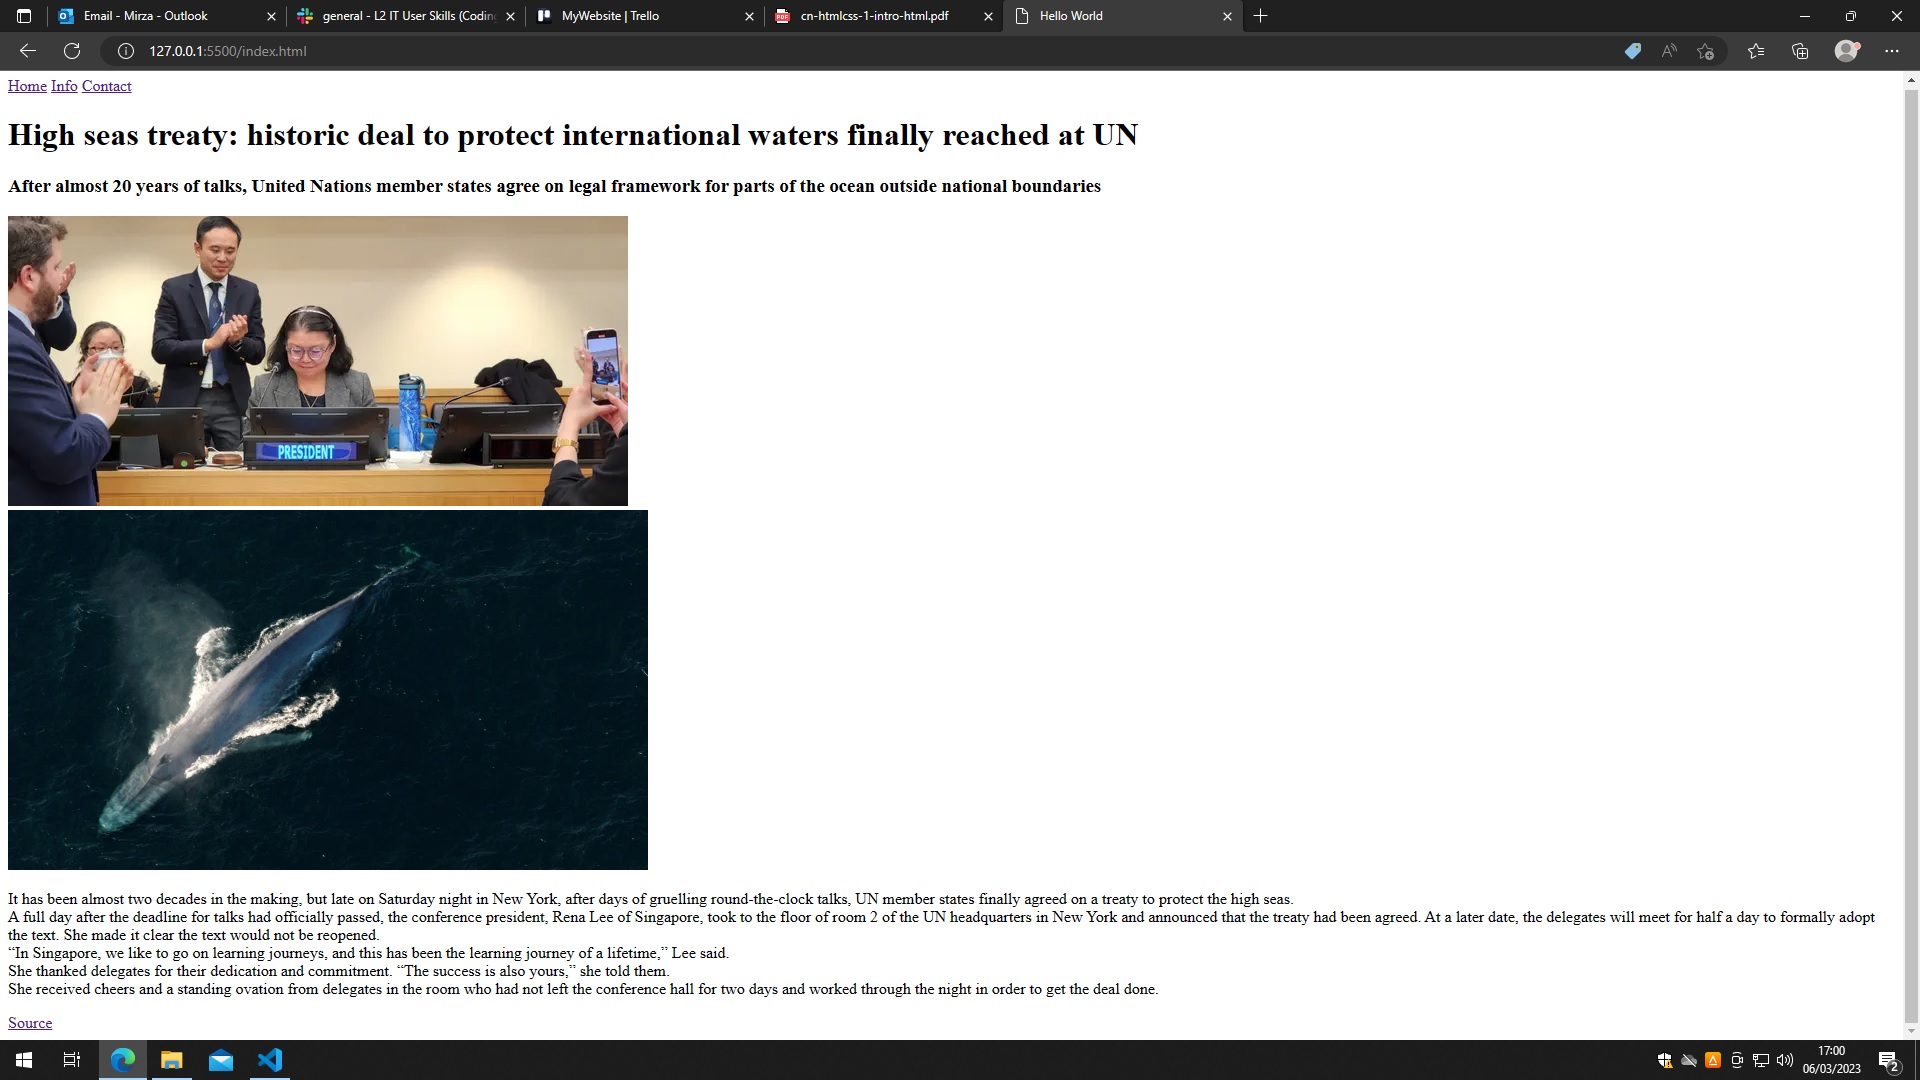 Email - Mirza - Outlook
general - L2 IT User Skills (Coding
MyWebsite | Trello
cn-htmlcss-1-intro-html.pdf
Hello World
127.0.0.1:5500/index.html
Home Info Contact
High seas treaty: historic deal to protect international waters finally reached at UN
After almost 20 years of talks, United Nations member states agree on legal framework for parts of the ocean outside national boundaries
PRESIDENT
It has been almost two decades in the making, but late on Saturday night in New York, after days of gruelling round-the-clock talks, UN member states finally agreed on a treaty to protect the high seas.
A full day after the deadline for talks had officially passed, the conference president, Rena Lee of Singapore, took to the floor of room 2 of the UN headquarters in New York and announced that the treaty had been agreed. At a later date, the delegates will meet for half a day to formally adopt
the text. She made it clear the text would not be reopened.
“In Singapore, we like to go on learning journeys, and this has been the learning journey of a lifetime,” Lee said.
She thanked delegates for their dedication and commitment. “The success is also yours,” she told them.
She received cheers and a standing ovation from delegates in the room who had not left the conference hall for two days and worked through the night in order to get the deal done.
Source
17:00
06/03/2023
2